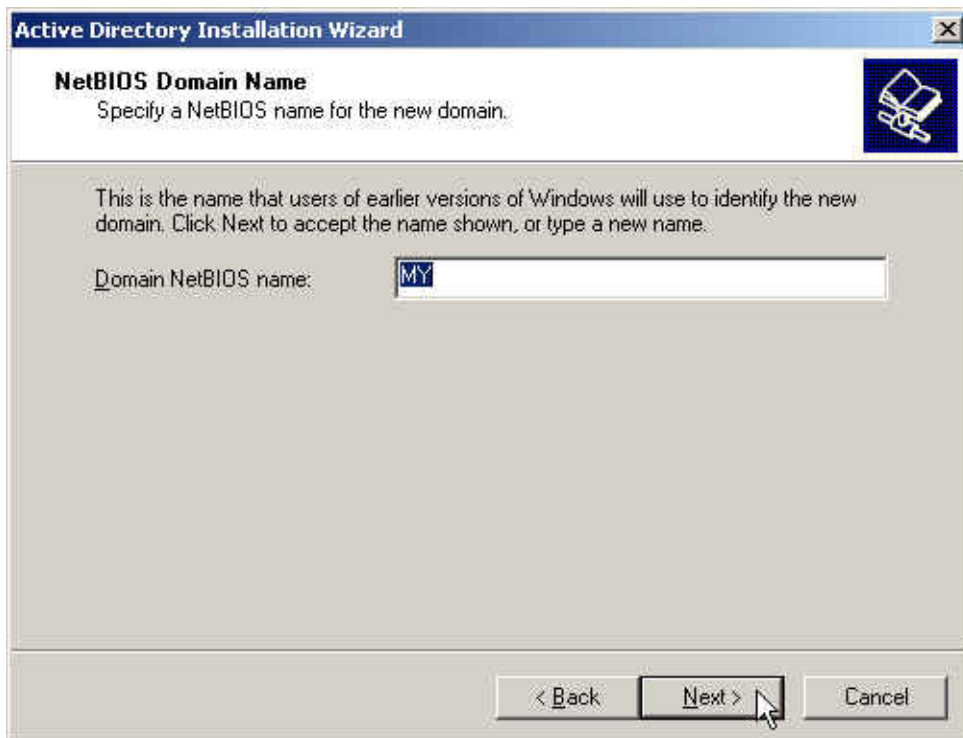 Active Directory Installation Wizard
NetBIOS Domain Name
Specify a NetBIOS name for the new domain.
This is the name that users of earlier versions of Windows will use to identify the new
domain. Click Next to accept the name shown, or type a new name.
Domain NetBIOS name: MY
< Back Next > Cancel